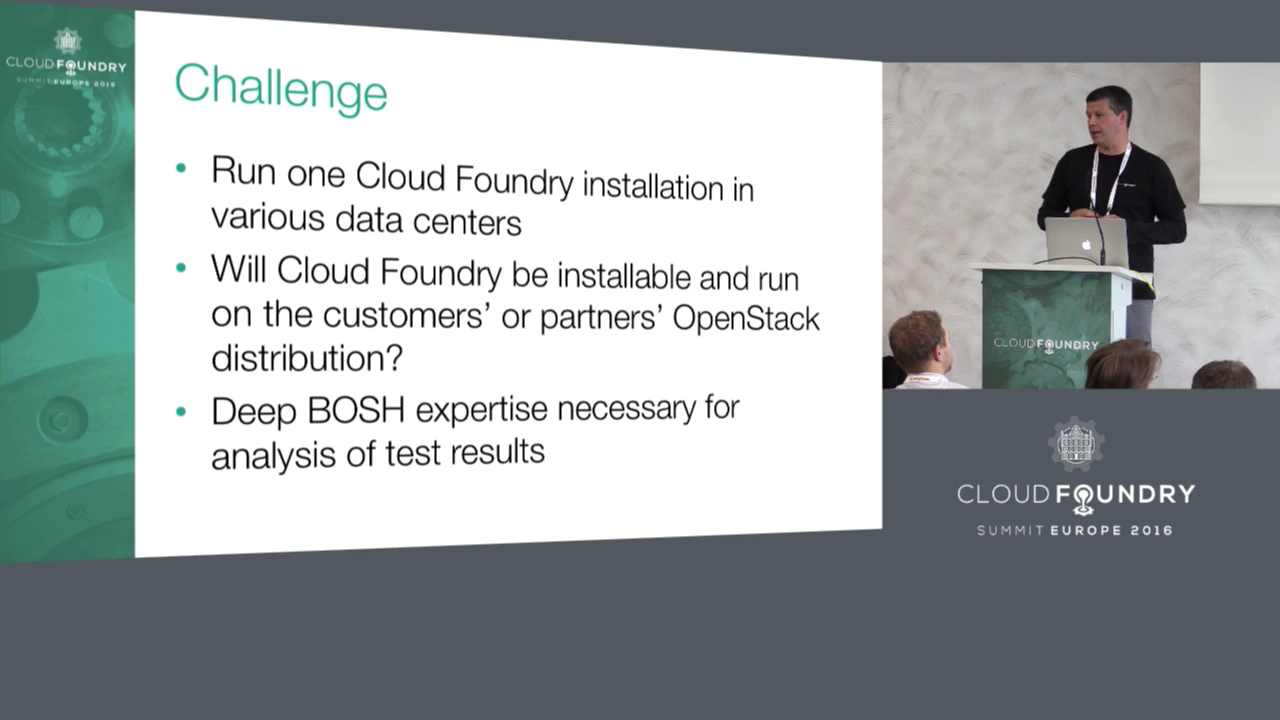 CLOUD FOUNDRY
SUMMIT EUROPE 2016
Challenge
• Run one Cloud Foundry installation in
various data centers
• Will Cloud Foundry be installable and run
on the customers’ or partners’ OpenStack
distribution?
• Deep BOSH expertise necessary for
analysis of test results
CLOUD FOUNDRY
CLOUD FOUNDRY
SUMMIT EUROPE 2016